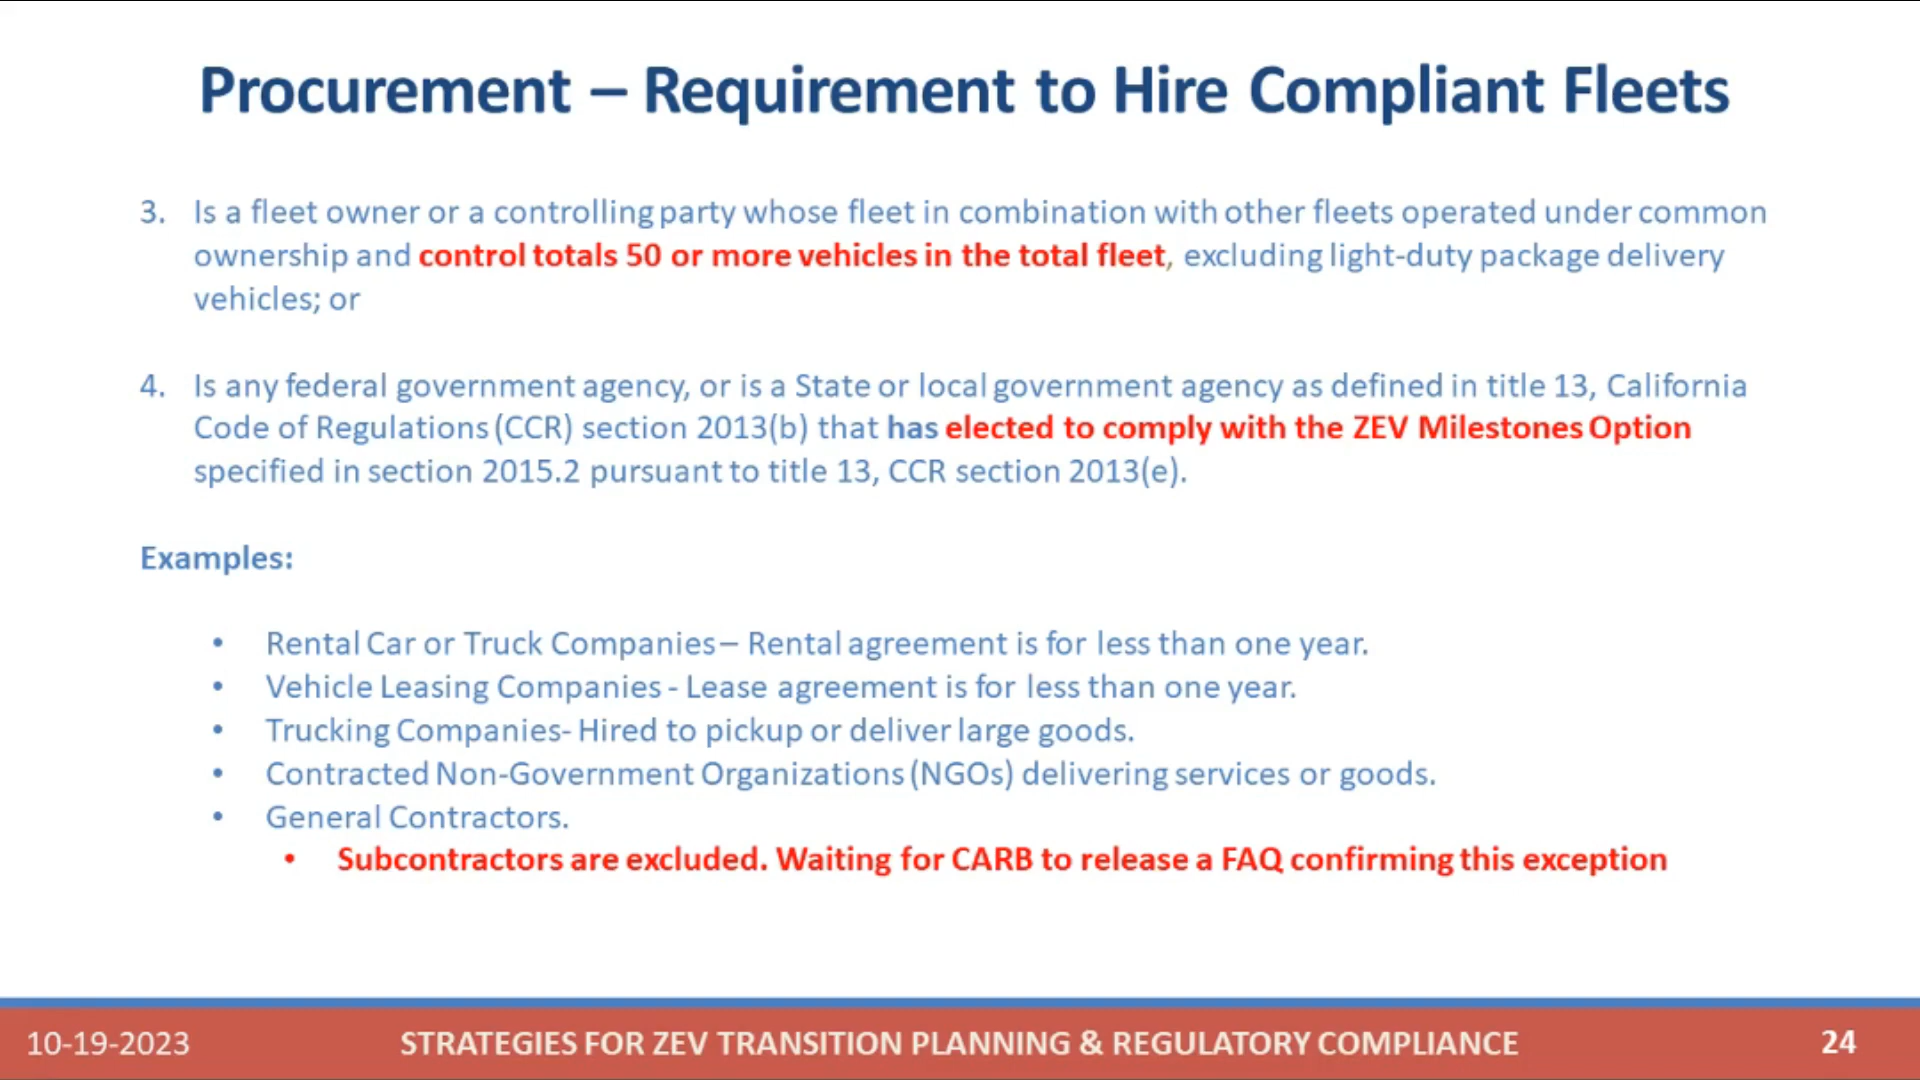 Procurement – Requirement to Hire Compliant Fleets
3. Is a fleet owner or a controlling party whose fleet in combination with other fleets operated under common
ownership and control totals 50 or more vehicles in the total fleet, excluding light-duty package delivery
vehicles; or
4. Is any federal government agency, or is a State or local government agency as defined in title 13, California
Code of Regulations (CCR) section 2013(b) that has elected to comply with the ZEV Milestones Option
specified in section 2015.2 pursuant to title 13, CCR section 2013(e).
Examples:
• Rental Car or Truck Companies – Rental agreement is for less than one year.
• Vehicle Leasing Companies - Lease agreement is for less than one year.
• Trucking Companies- Hired to pickup or deliver large goods.
• Contracted Non-Government Organizations (NGOs) delivering services or goods.
• General Contractors.
• Subcontractors are excluded. Waiting for CARB to release a FAQ confirming this exception
10-19-2023 STRATEGIES FOR ZEV TRANSITION PLANNING & REGULATORY COMPLIANCE 24